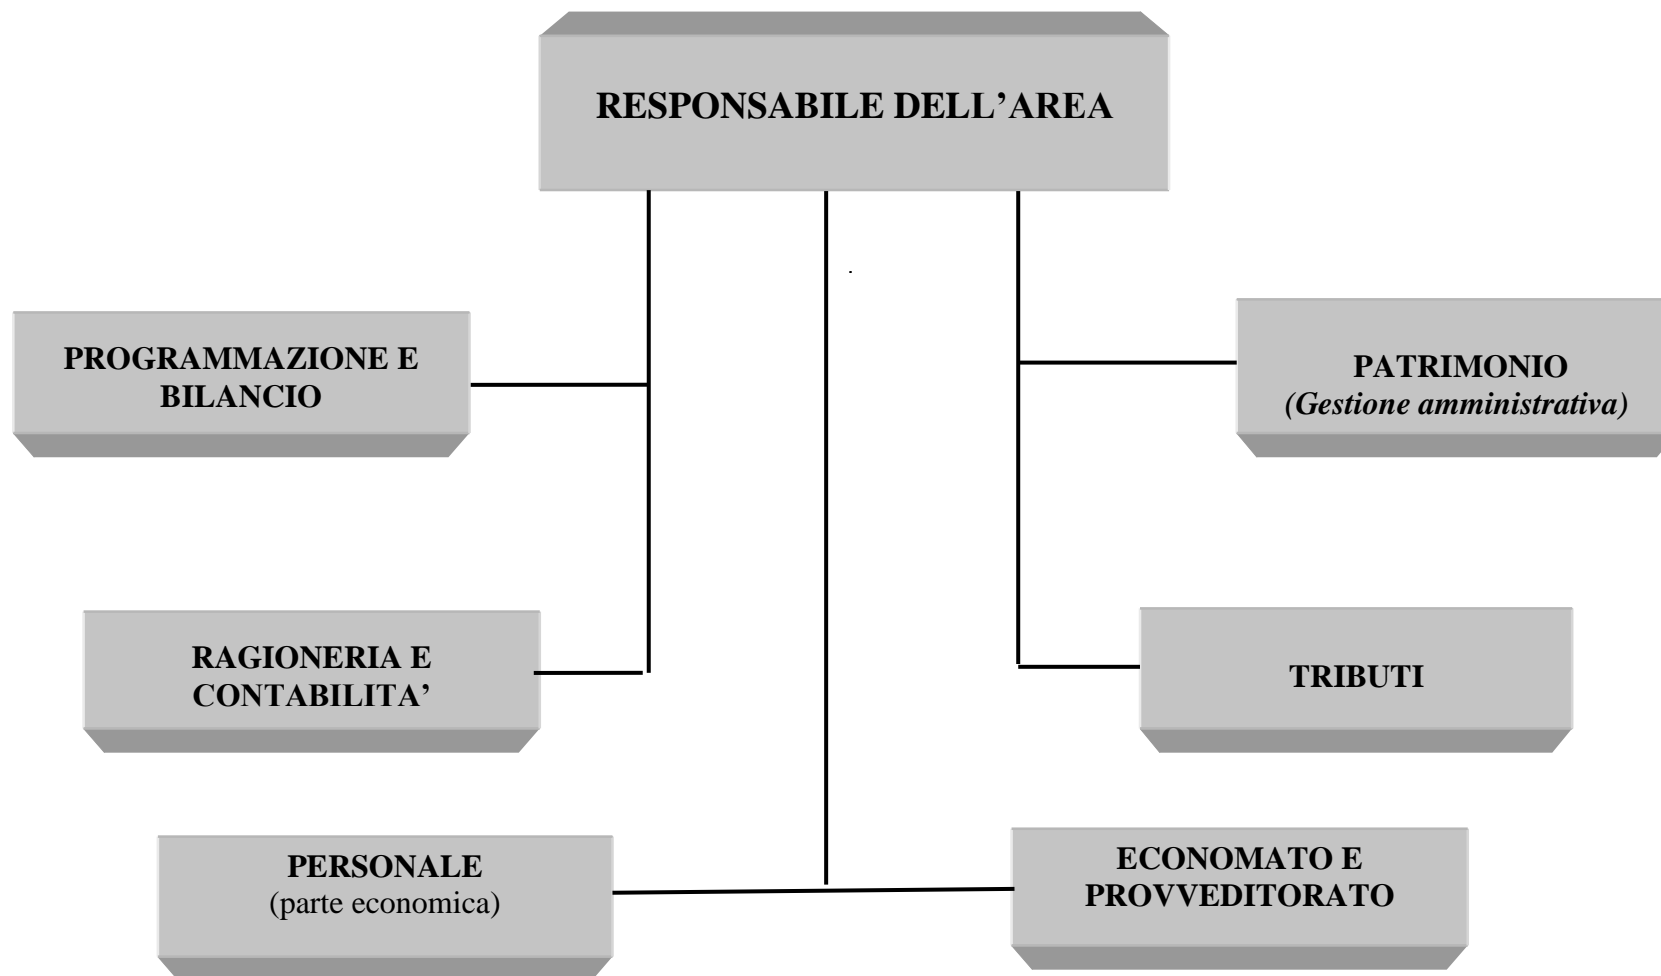 RESPONSABILE DELL’AREA
PROGRAMMAZIONE E
BILANCIO
PATRIMONIO
(Gestione amministrativa)
RAGIONERIA E
CONTABILITA’
TRIBUTI
PERSONALE
(parte economica)
ECONOMATO E
PROVVEDITORATO